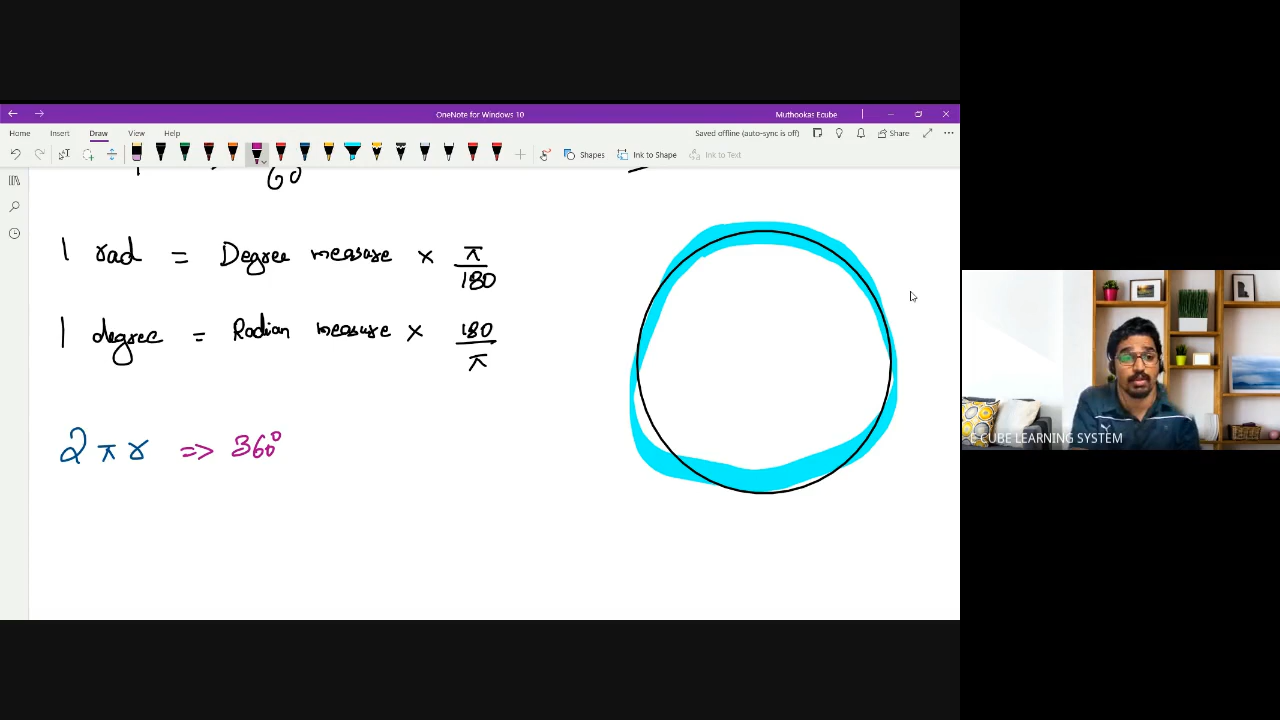 OneNote for Windows 10
Muthookas Ecube
Home Insert Draw View Help
Saved offline (auto-sync is off)
Share
Shapes
Ink to Shape
Ink to Text
60
1 rad = Degree measure × π/180
1 degree = Radian measure × 180/π
2πr => 360°
E CUBE LEARNING SYSTEM